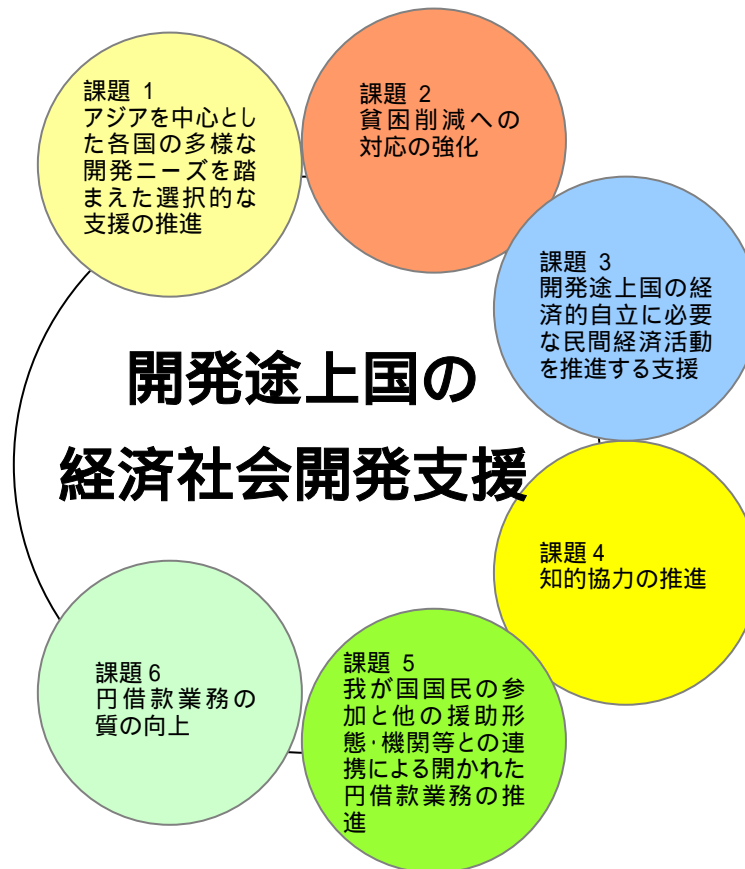 課題 1
アジアを中心とし
た各国の多様な
開発ニーズを踏
まえた選択的な
支援の推進
課題 2
貧困削減への
対応の強化
課題 3
開発途上国の経
済的自立に必要
な民間経済活動
を推進する支援
開発途上国の
経済社会開発支援
課題 4
知的協力の推進
課題 5
我が国国民の参
加と他の援助形
態・機関等との連
携による開かれた
円借款業務の推
進
課題 6
円借款業務の
質の向上